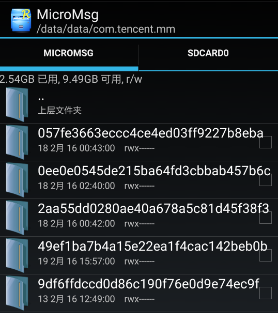 MicroMsg
/data/data/com.tencent.mm
MICROMSG
SDCARD0
2.54GB 已用, 9.49GB 可用, r/w
..
上层文件夹
057fe3663eccc4ce4ed03ff9227b8eba
18 2月 16 00:43:00 rwx------
0ee0e0545de215ba64fd3cbbab457b6c
18 2月 16 02:40:00 rwx------
2aa55dd0280ae40a678a5c81d45f38f3
18 2月 16 00:42:00 rwx------
49ef1ba7b4a15e22ea1f4cac142beb0b
19 2月 16 15:57:00 rwx------
9df6ffdccd0d86c190f76e0d9e74ec9f
13 2月 16 12:49:00 rwx------